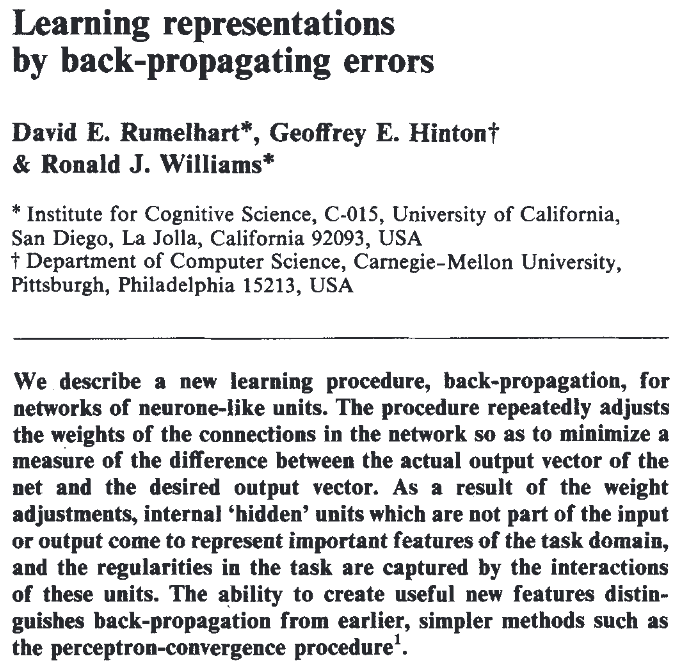 Learning representations
by back-propagating errors
David E. Rumelhart*, Geoffrey E. Hinton†
& Ronald J. Williams*
* Institute for Cognitive Science, C-015, University of California,
San Diego, La Jolla, California 92093, USA
† Department of Computer Science, Carnegie-Mellon University,
Pittsburgh, Philadelphia 15213, USA
We describe a new learning procedure, back-propagation, for
networks of neurone-like units. The procedure repeatedly adjusts
the weights of the connections in the network so as to minimize a
measure of the difference between the actual output vector of the
net and the desired output vector. As a result of the weight
adjustments, internal ‘hidden’ units which are not part of the input
or output come to represent important features of the task domain,
and the regularities in the task are captured by the interactions
of these units. The ability to create useful new features distin-
guishes back-propagation from earlier, simpler methods such as
the perceptron-convergence procedure¹.